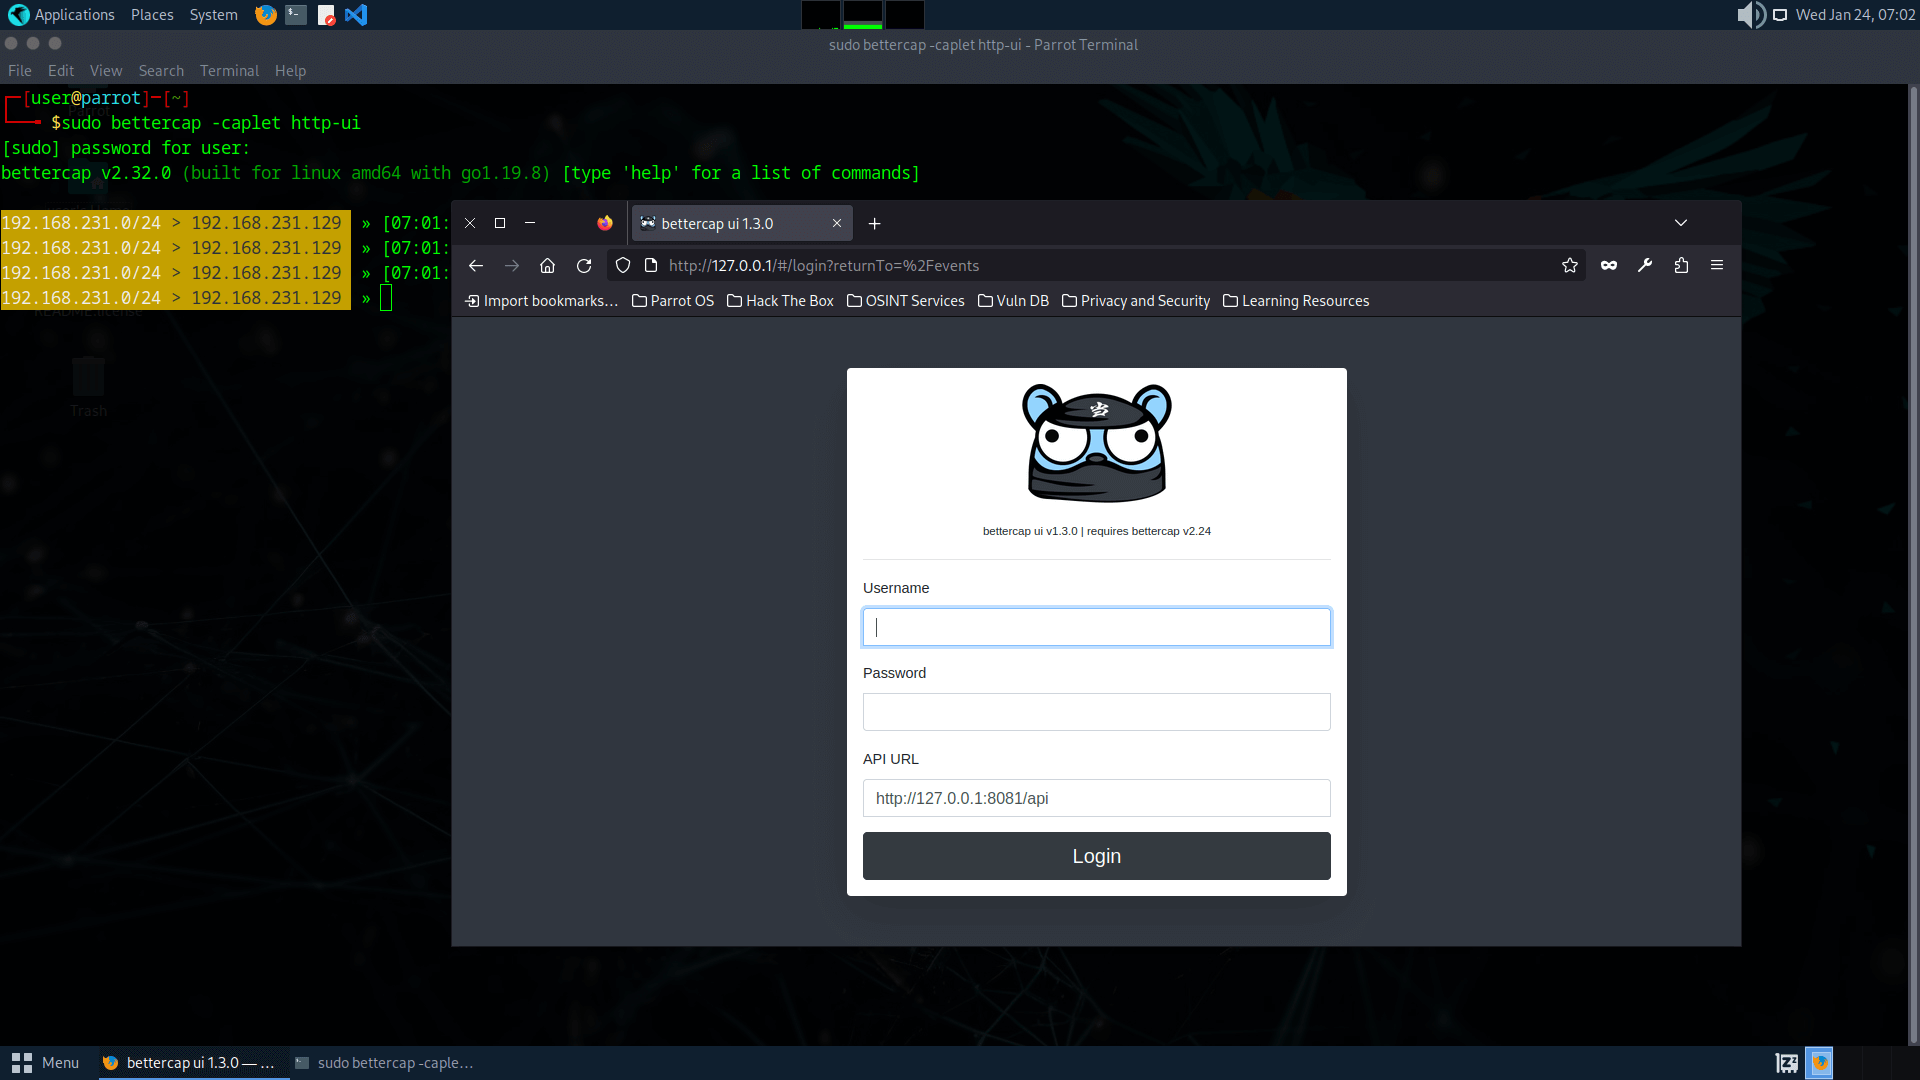 Applications Places System
Wed Jan 24, 07:02
sudo bettercap -caplet http-ui - Parrot Terminal
File Edit View Search Terminal Help
[user@parrot]─[~]
$sudo bettercap -caplet http-ui
[sudo] password for user:
bettercap v2.32.0 (built for linux amd64 with go1.19.8) [type 'help' for a list of commands]
192.168.231.0/24 > 192.168.231.129 » [07:01:
192.168.231.0/24 > 192.168.231.129 » [07:01:
192.168.231.0/24 > 192.168.231.129 » [07:01:
192.168.231.0/24 > 192.168.231.129 »
README.license
Trash
bettercap ui 1.3.0
http://127.0.0.1/#/login?returnTo=%2Fevents
Import bookmarks… Parrot OS Hack The Box OSINT Services Vuln DB Privacy and Security Learning Resources
bettercap ui v1.3.0 | requires bettercap v2.24
Username
Password
API URL
http://127.0.0.1:8081/api
Login
Menu bettercap ui 1.3.0 — … sudo bettercap -caple…